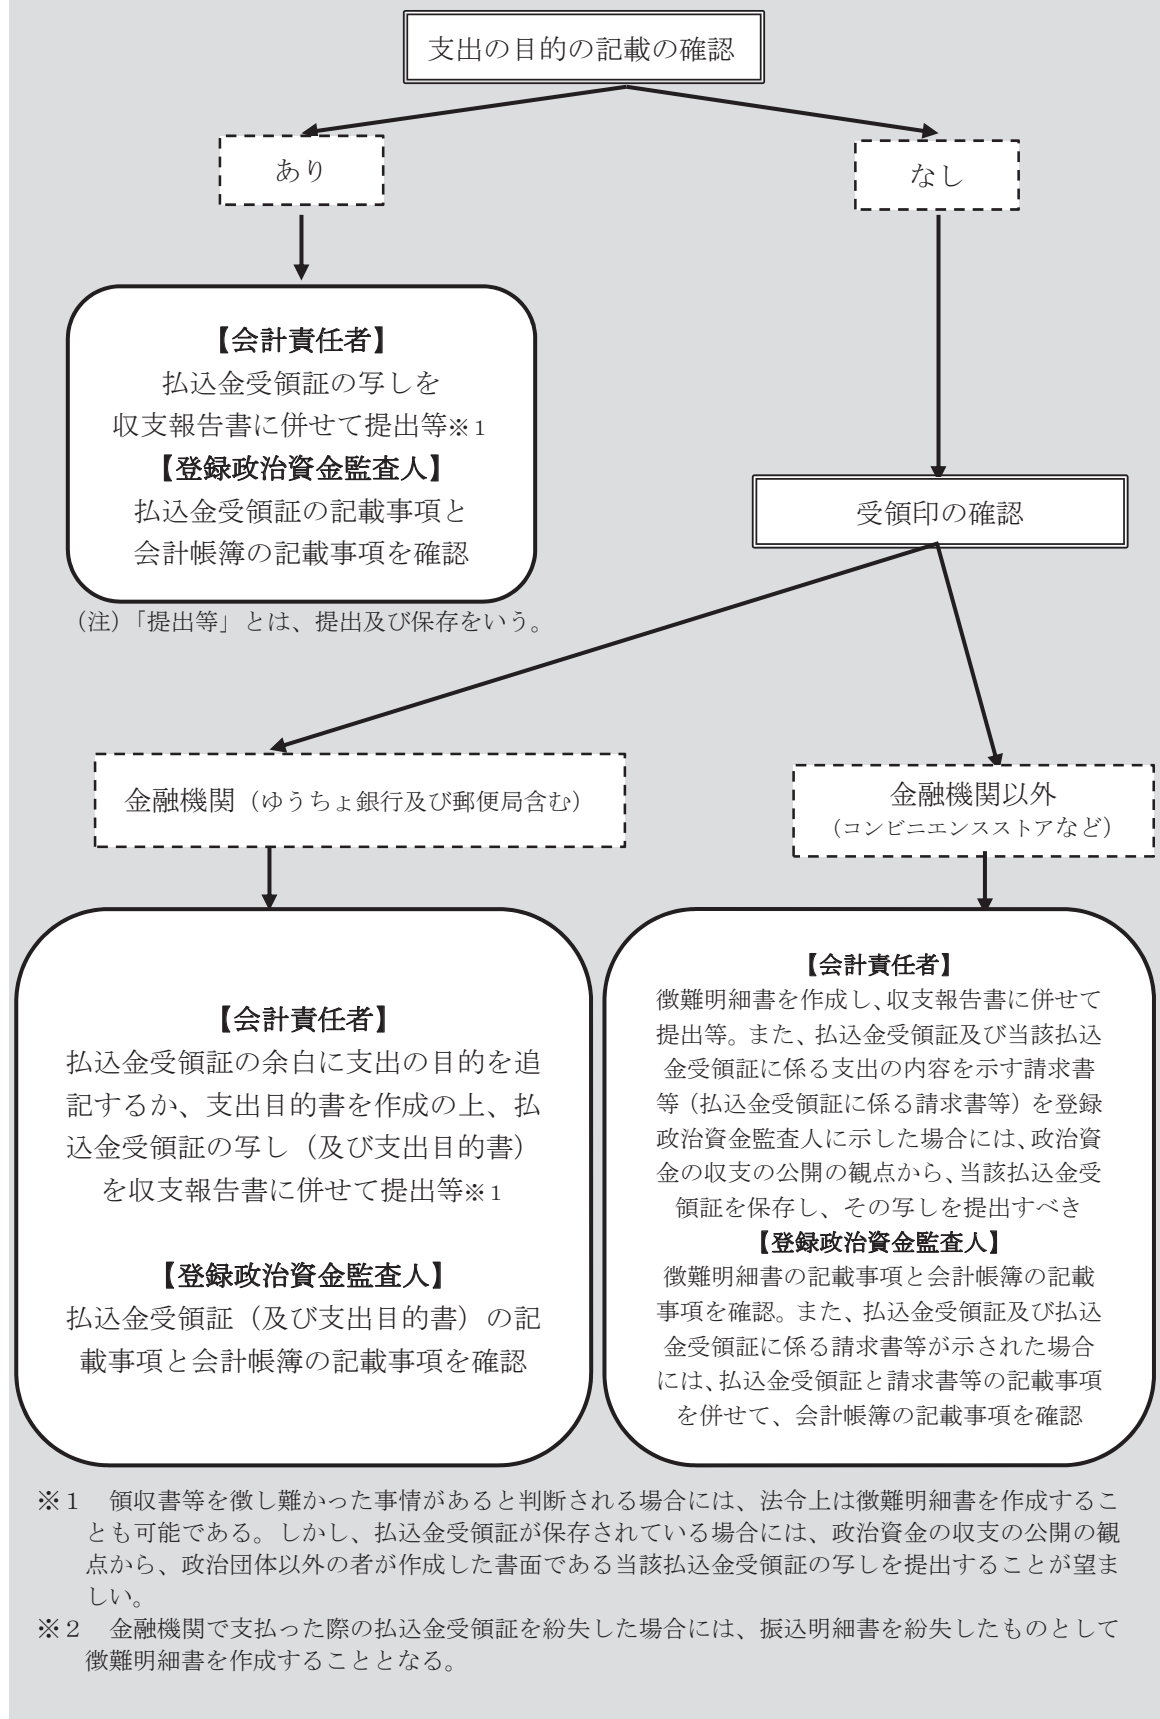 支出の目的の記載の確認
あり
なし
【会計責任者】
払込金受領証の写しを
収支報告書に併せて提出等※1
【登録政治資金監査人】
払込金受領証の記載事項と
会計帳簿の記載事項を確認
（注）「提出等」とは、提出及び保存をいう。
受領印の確認
金融機関（ゆうちょ銀行及び郵便局含む）
金融機関以外
（コンビニエンスストアなど）
【会計責任者】
払込金受領証の余白に支出の目的を追
記するか、支出目的書を作成の上、払
込金受領証の写し（及び支出目的書）
を収支報告書に併せて提出等※1
【登録政治資金監査人】
払込金受領証（及び支出目的書）の記
載事項と会計帳簿の記載事項を確認
【会計責任者】
徴難明細書を作成し、収支報告書に併せて
提出等。また、払込金受領証及び当該払込
金受領証に係る支出の内容を示す請求書
等（払込金受領証に係る請求書等）を登録
政治資金監査人に示した場合には、政治資
金の収支の公開の観点から、当該払込金受
領証を保存し、その写しを提出すべき
【登録政治資金監査人】
徴難明細書の記載事項と会計帳簿の記載
事項を確認。また、払込金受領証及び払込
金受領証に係る請求書等が示された場合
には、払込金受領証と請求書等の記載事項
を併せて、会計帳簿の記載事項を確認
※１　領収書等を徴し難かった事情があると判断される場合には、法令上は徴難明細書を作成するこ
とも可能である。しかし、払込金受領証が保存されている場合には、政治資金の収支の公開の観
点から、政治団体以外の者が作成した書面である当該払込金受領証の写しを提出することが望ま
しい。
※２　金融機関で支払った際の払込金受領証を紛失した場合には、振込明細書を紛失したものとして
徴難明細書を作成することとなる。